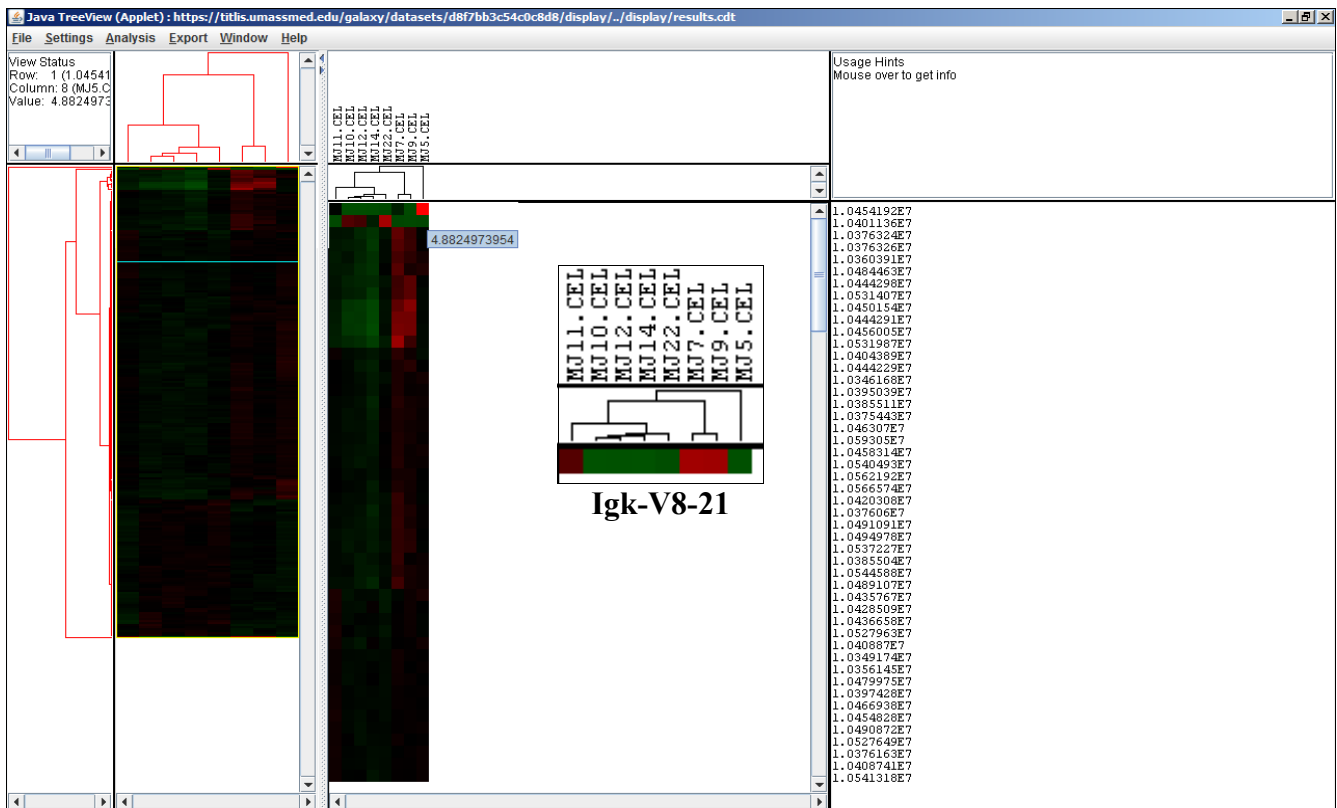 Java TreeView (Applet) : https://titlis.umassmed.edu/galaxy/datasets/d8f7bb3c54c0c8d8/display/../display/results.cdt
File Settings Analysis Export Window Help
View Status
Row: 1 (1.04541
Column: 8 (MJ5.C
Value: 4.8824973
MJ11.CEL
MJ10.CEL
MJ12.CEL
MJ14.CEL
MJ22.CEL
MJ7.CEL
MJ9.CEL
MJ5.CEL
Usage Hints
Mouse over to get info
4.8824973954
MJ11.CEL
MJ10.CEL
MJ12.CEL
MJ14.CEL
MJ22.CEL
MJ7.CEL
MJ9.CEL
MJ5.CEL
Igk-V8-21
1.0454192E7
1.0401136E7
1.0376324E7
1.0376326E7
1.0360391E7
1.0484463E7
1.0444298E7
1.0531407E7
1.0450154E7
1.0444291E7
1.0456005E7
1.0531987E7
1.0404389E7
1.0444229E7
1.0346168E7
1.0395039E7
1.0385511E7
1.0375443E7
1.046307E7
1.059305E7
1.0458314E7
1.0540493E7
1.0562192E7
1.0566574E7
1.0420308E7
1.037606E7
1.0491091E7
1.0494978E7
1.0537227E7
1.0385504E7
1.0544588E7
1.0489107E7
1.0435767E7
1.0428509E7
1.0436658E7
1.0527963E7
1.040887E7
1.0349174E7
1.0356145E7
1.0479975E7
1.0397428E7
1.0466938E7
1.0454828E7
1.0490872E7
1.0527649E7
1.0376163E7
1.0408741E7
1.0541318E7